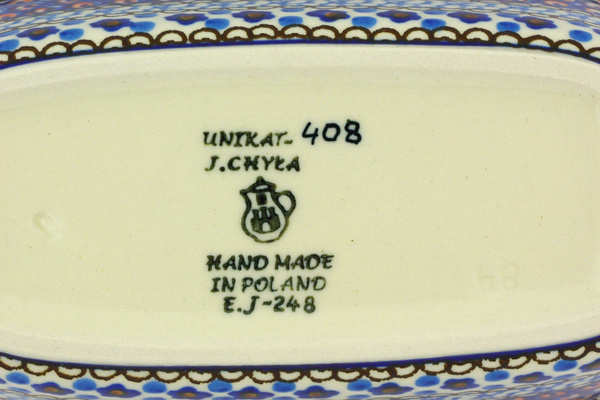 UNIKAT- 408
J.CHYŁA
HAND MADE
IN POLAND
E.J-248